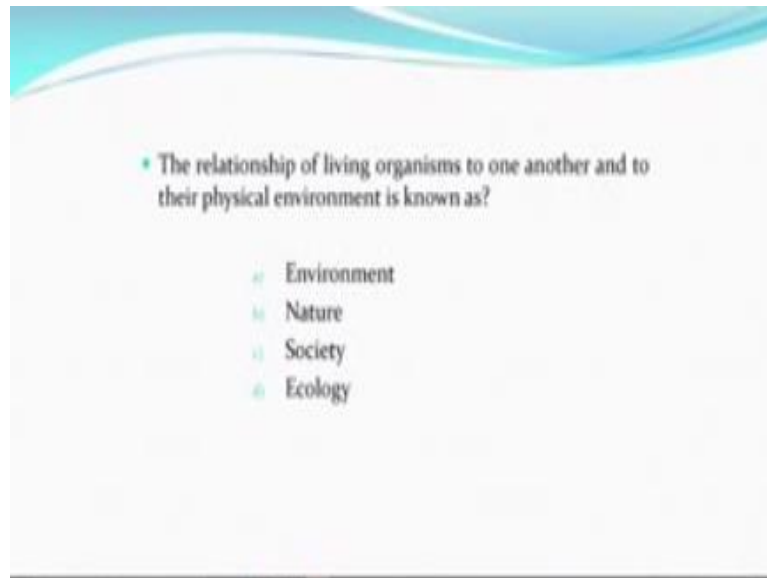 The relationship of living organisms to one another and to
their physical environment is known as?
a) Environment
b) Nature
c) Society
d) Ecology